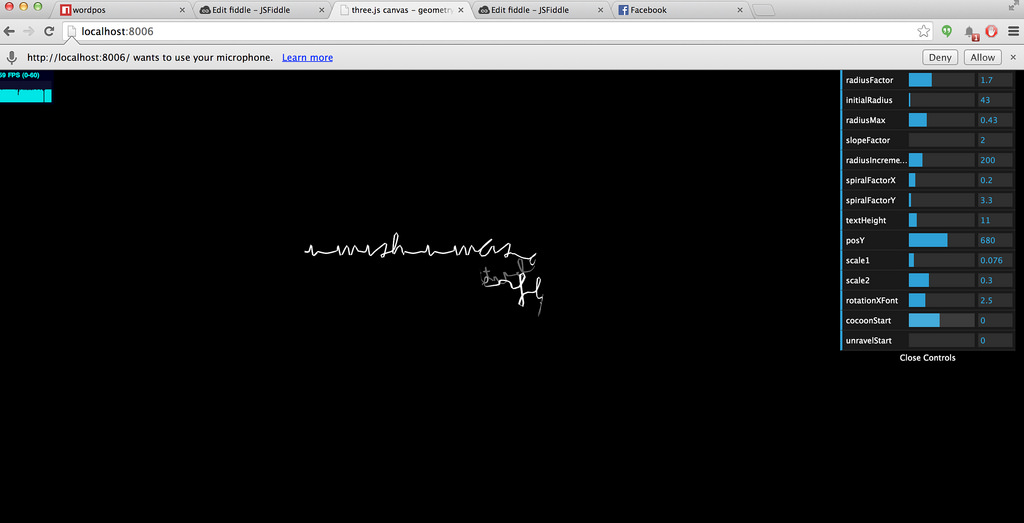 wordpos
Edit fiddle - JSFiddle
three.js canvas - geometry
Edit fiddle - JSFiddle
Facebook
localhost:8006
1
http://localhost:8006/ wants to use your microphone. Learn more
Deny
Allow
59 FPS (0-60)
radiusFactor 1.7
initialRadius 43
radiusMax 0.43
slopeFactor 2
radiusIncreme... 200
spiralFactorX 0.2
spiralFactorY 3.3
textHeight 11
posY 680
scale1 0.076
scale2 0.3
rotationXFont 2.5
cocoonStart 0
unravelStart 0
Close Controls